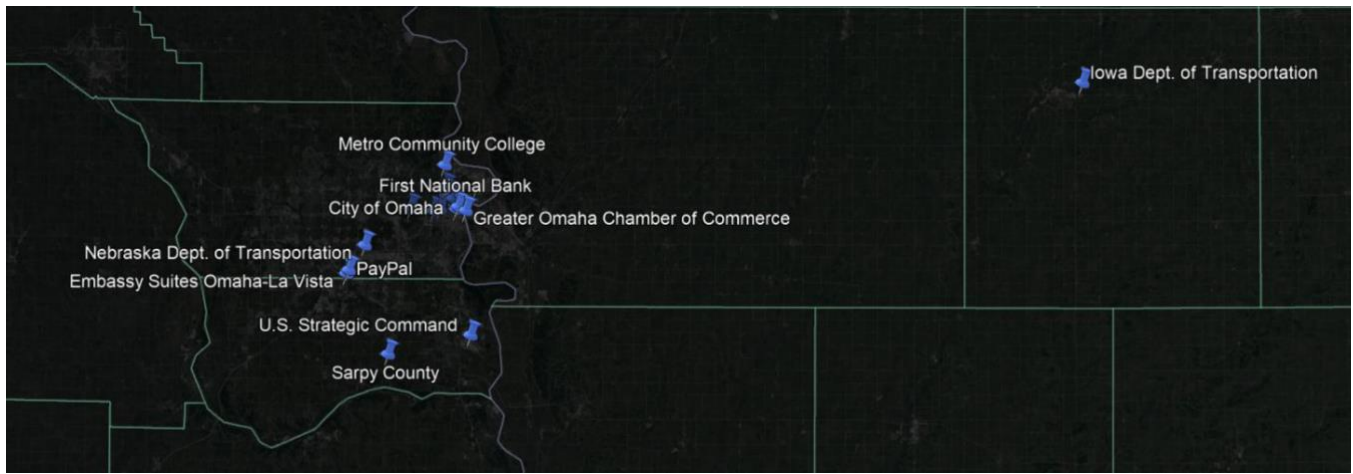 Iowa Dept. of Transportation
Metro Community College
First National Bank
City of Omaha
Greater Omaha Chamber of Commerce
Nebraska Dept. of Transportation
PayPal
Embassy Suites Omaha-La Vista
U.S. Strategic Command
Sarpy County